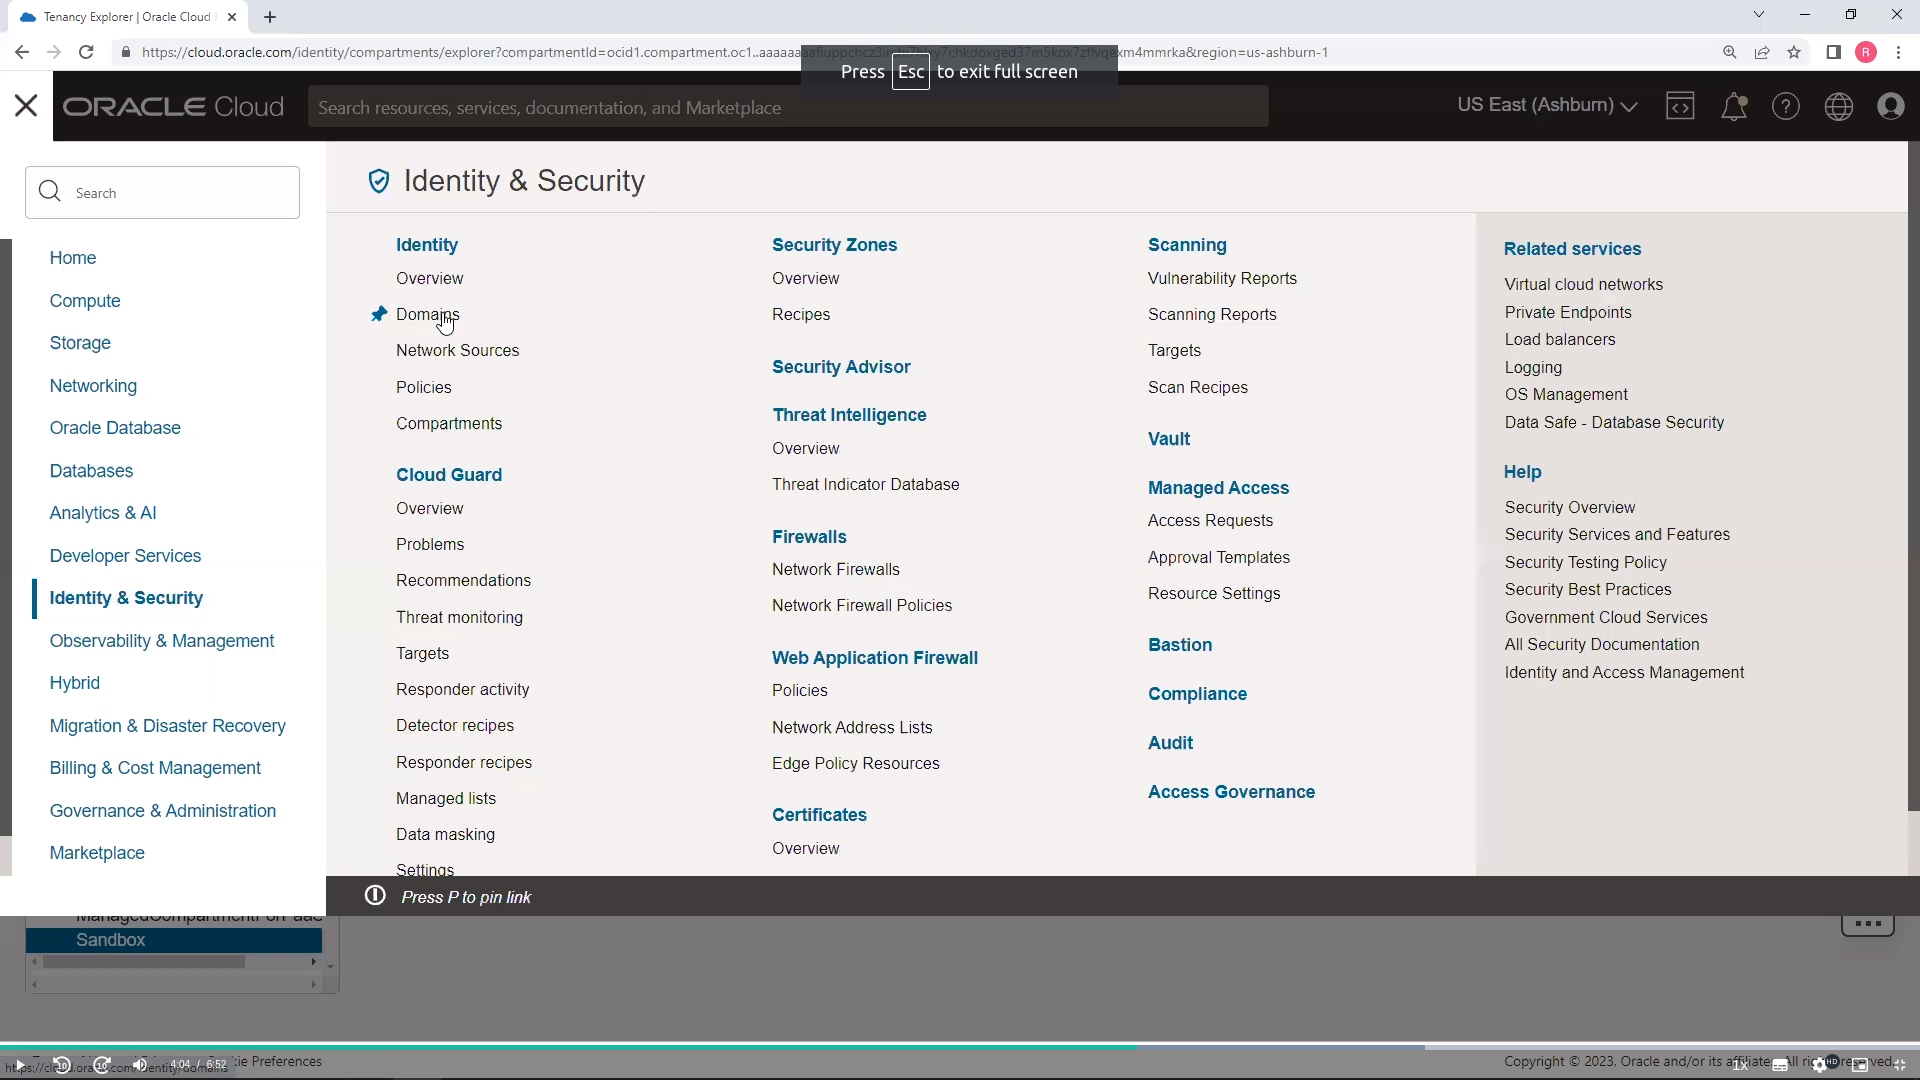 Tenancy Explorer | Oracle Cloud
https://cloud.oracle.com/identity/compartments/explorer?compartmentId=ocid1.compartment.oc1..aaaaaa
xm4mmrka&region=us-ashburn-1
R
Press Esc to exit full screen
ORACLE Cloud
Search resources, services, documentation, and Marketplace
US East (Ashburn)
Search
Home
Compute
Storage
Networking
Oracle Database
Databases
Analytics & AI
Developer Services
Identity & Security
Observability & Management
Hybrid
Migration & Disaster Recovery
Billing & Cost Management
Governance & Administration
Marketplace
Identity & Security
Identity
Overview
Domains
Network Sources
Policies
Compartments
Cloud Guard
Overview
Problems
Recommendations
Threat monitoring
Targets
Responder activity
Detector recipes
Responder recipes
Managed lists
Data masking
Settings
Security Zones
Overview
Recipes
Security Advisor
Threat Intelligence
Overview
Threat Indicator Database
Firewalls
Network Firewalls
Network Firewall Policies
Web Application Firewall
Policies
Network Address Lists
Edge Policy Resources
Certificates
Overview
Scanning
Vulnerability Reports
Scanning Reports
Targets
Scan Recipes
Vault
Managed Access
Access Requests
Approval Templates
Resource Settings
Bastion
Compliance
Audit
Access Governance
Related services
Virtual cloud networks
Private Endpoints
Load balancers
Logging
OS Management
Data Safe - Database Security
Help
Security Overview
Security Services and Features
Security Testing Policy
Security Best Practices
Government Cloud Services
All Security Documentation
Identity and Access Management
Press P to pin link
Sandbox
4:04 / 6:52
Preferences
Copyright © 2023, Oracle and/or its affiliates. All rights reserved.
1x
HD